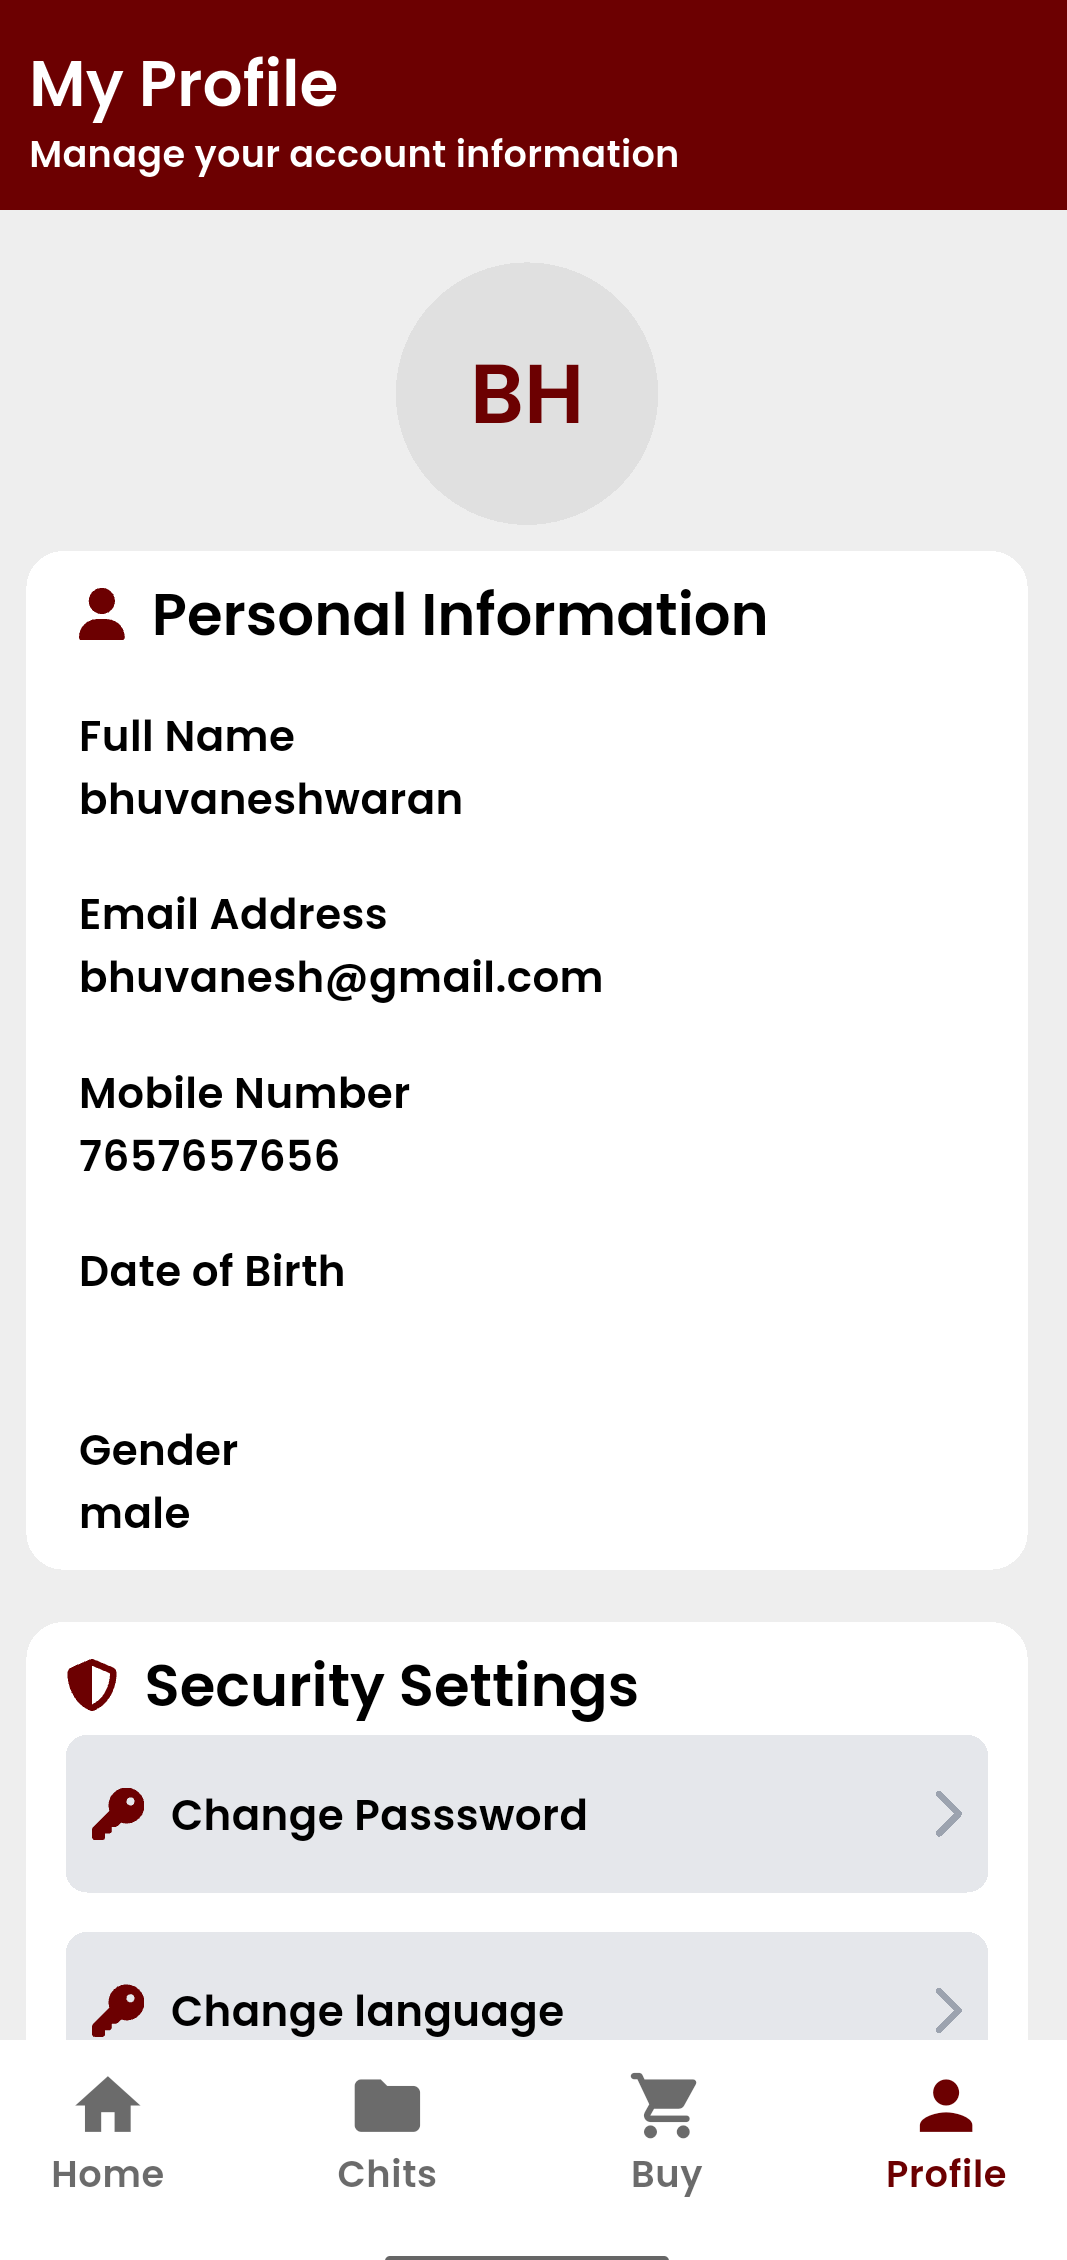 My Profile
Manage your account information
BH
Personal Information
Full Name
bhuvaneshwaran
Email Address
bhuvanesh@gmail.com
Mobile Number
7657657656
Date of Birth
Gender
male
Security Settings
Change Passsword
Change language
Home
Chits
Buy
Profile